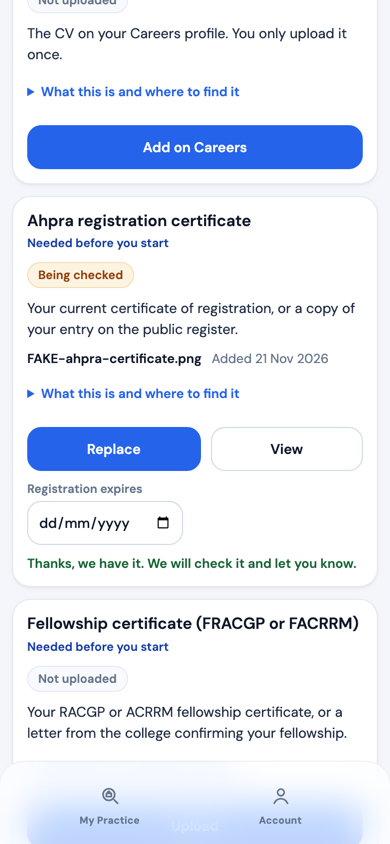 Not uploaded
The CV on your Careers profile. You only upload it
once.
What this is and where to find it
Add on Careers
Ahpra registration certificate
Needed before you start
Being checked
Your current certificate of registration, or a copy of
your entry on the public register.
FAKE-ahpra-certificate.png Added 21 Nov 2026
What this is and where to find it
Replace View
Registration expires
dd/mm/yyyy
Thanks, we have it. We will check it and let you know.
Fellowship certificate (FRACGP or FACRRM)
Needed before you start
Not uploaded
Your RACGP or ACRRM fellowship certificate, or a
letter from the college confirming your fellowship.
My Practice Account
Upload